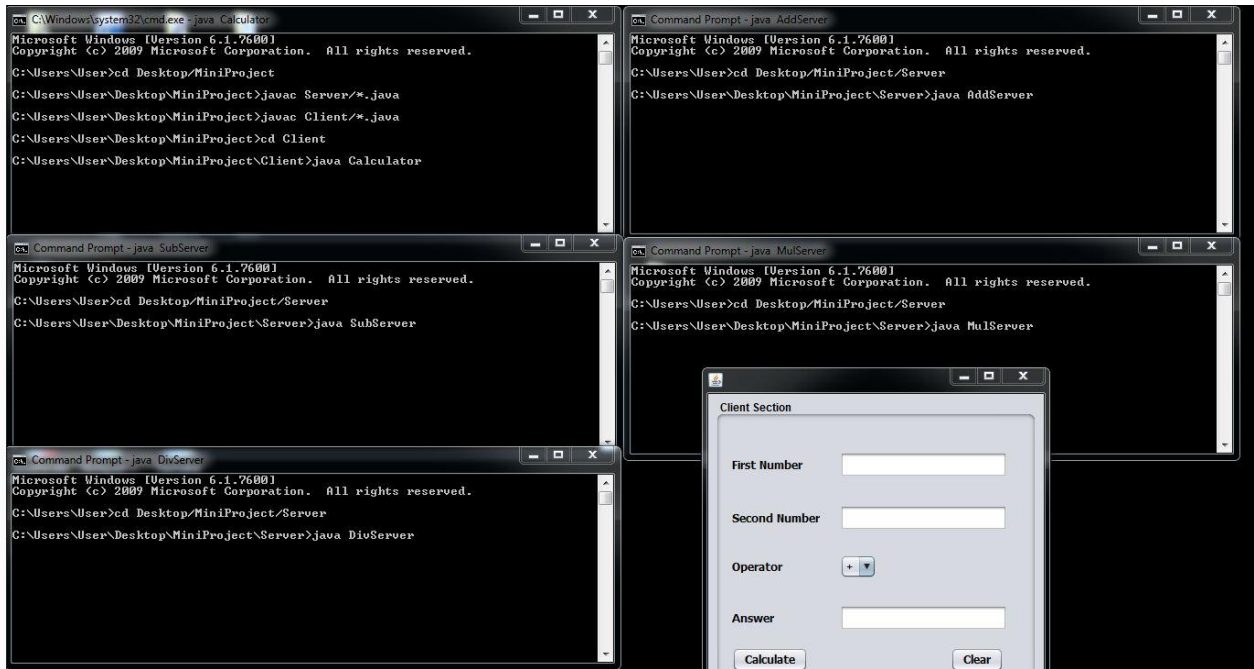 C:\Windows\system32\cmd.exe - java Calculator
Microsoft Windows [Version 6.1.7600]
Copyright (c) 2009 Microsoft Corporation. All rights reserved.
C:\Users\User>cd Desktop/MiniProject
C:\Users\User\Desktop\MiniProject>javac Server/*.java
C:\Users\User\Desktop\MiniProject>javac Client/*.java
C:\Users\User\Desktop\MiniProject>cd Client
C:\Users\User\Desktop\MiniProject\Client>java Calculator
Command Prompt - java AddServer
Microsoft Windows [Version 6.1.7600]
Copyright (c) 2009 Microsoft Corporation. All rights reserved.
C:\Users\User>cd Desktop/MiniProject/Server
C:\Users\User\Desktop\MiniProject\Server>java AddServer
Command Prompt - java SubServer
Microsoft Windows [Version 6.1.7600]
Copyright (c) 2009 Microsoft Corporation. All rights reserved.
C:\Users\User>cd Desktop/MiniProject/Server
C:\Users\User\Desktop\MiniProject\Server>java SubServer
Command Prompt - java MulServer
Microsoft Windows [Version 6.1.7600]
Copyright (c) 2009 Microsoft Corporation. All rights reserved.
C:\Users\User>cd Desktop/MiniProject/Server
C:\Users\User\Desktop\MiniProject\Server>java MulServer
Command Prompt - java DivServer
Microsoft Windows [Version 6.1.7600]
Copyright (c) 2009 Microsoft Corporation. All rights reserved.
C:\Users\User>cd Desktop/MiniProject/Server
C:\Users\User\Desktop\MiniProject\Server>java DivServer
Client Section
First Number
Second Number
Operator +
Answer
Calculate Clear